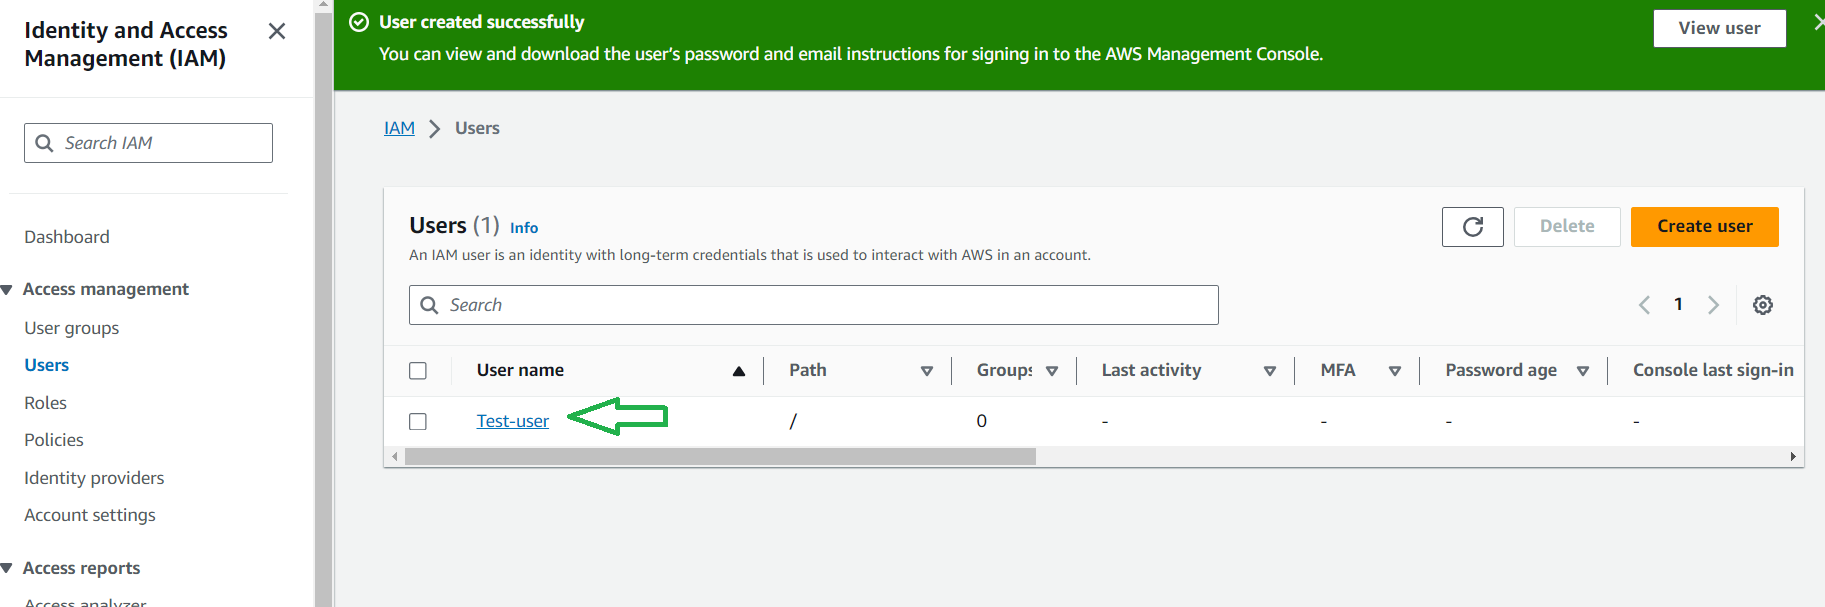 Identity and Access
Management (IAM)
Search IAM
Dashboard
Access management
User groups
Users
Roles
Policies
Identity providers
Account settings
Access reports
Access analyzer
User created successfully
You can view and download the user's password and email instructions for signing in to the AWS Management Console.
View user
IAM > Users
Users (1) Info
An IAM user is an identity with long-term credentials that is used to interact with AWS in an account.
Delete
Create user
Search
1
User name Path Groups Last activity MFA Password age Console last sign-in
Test-user / 0 - - - -